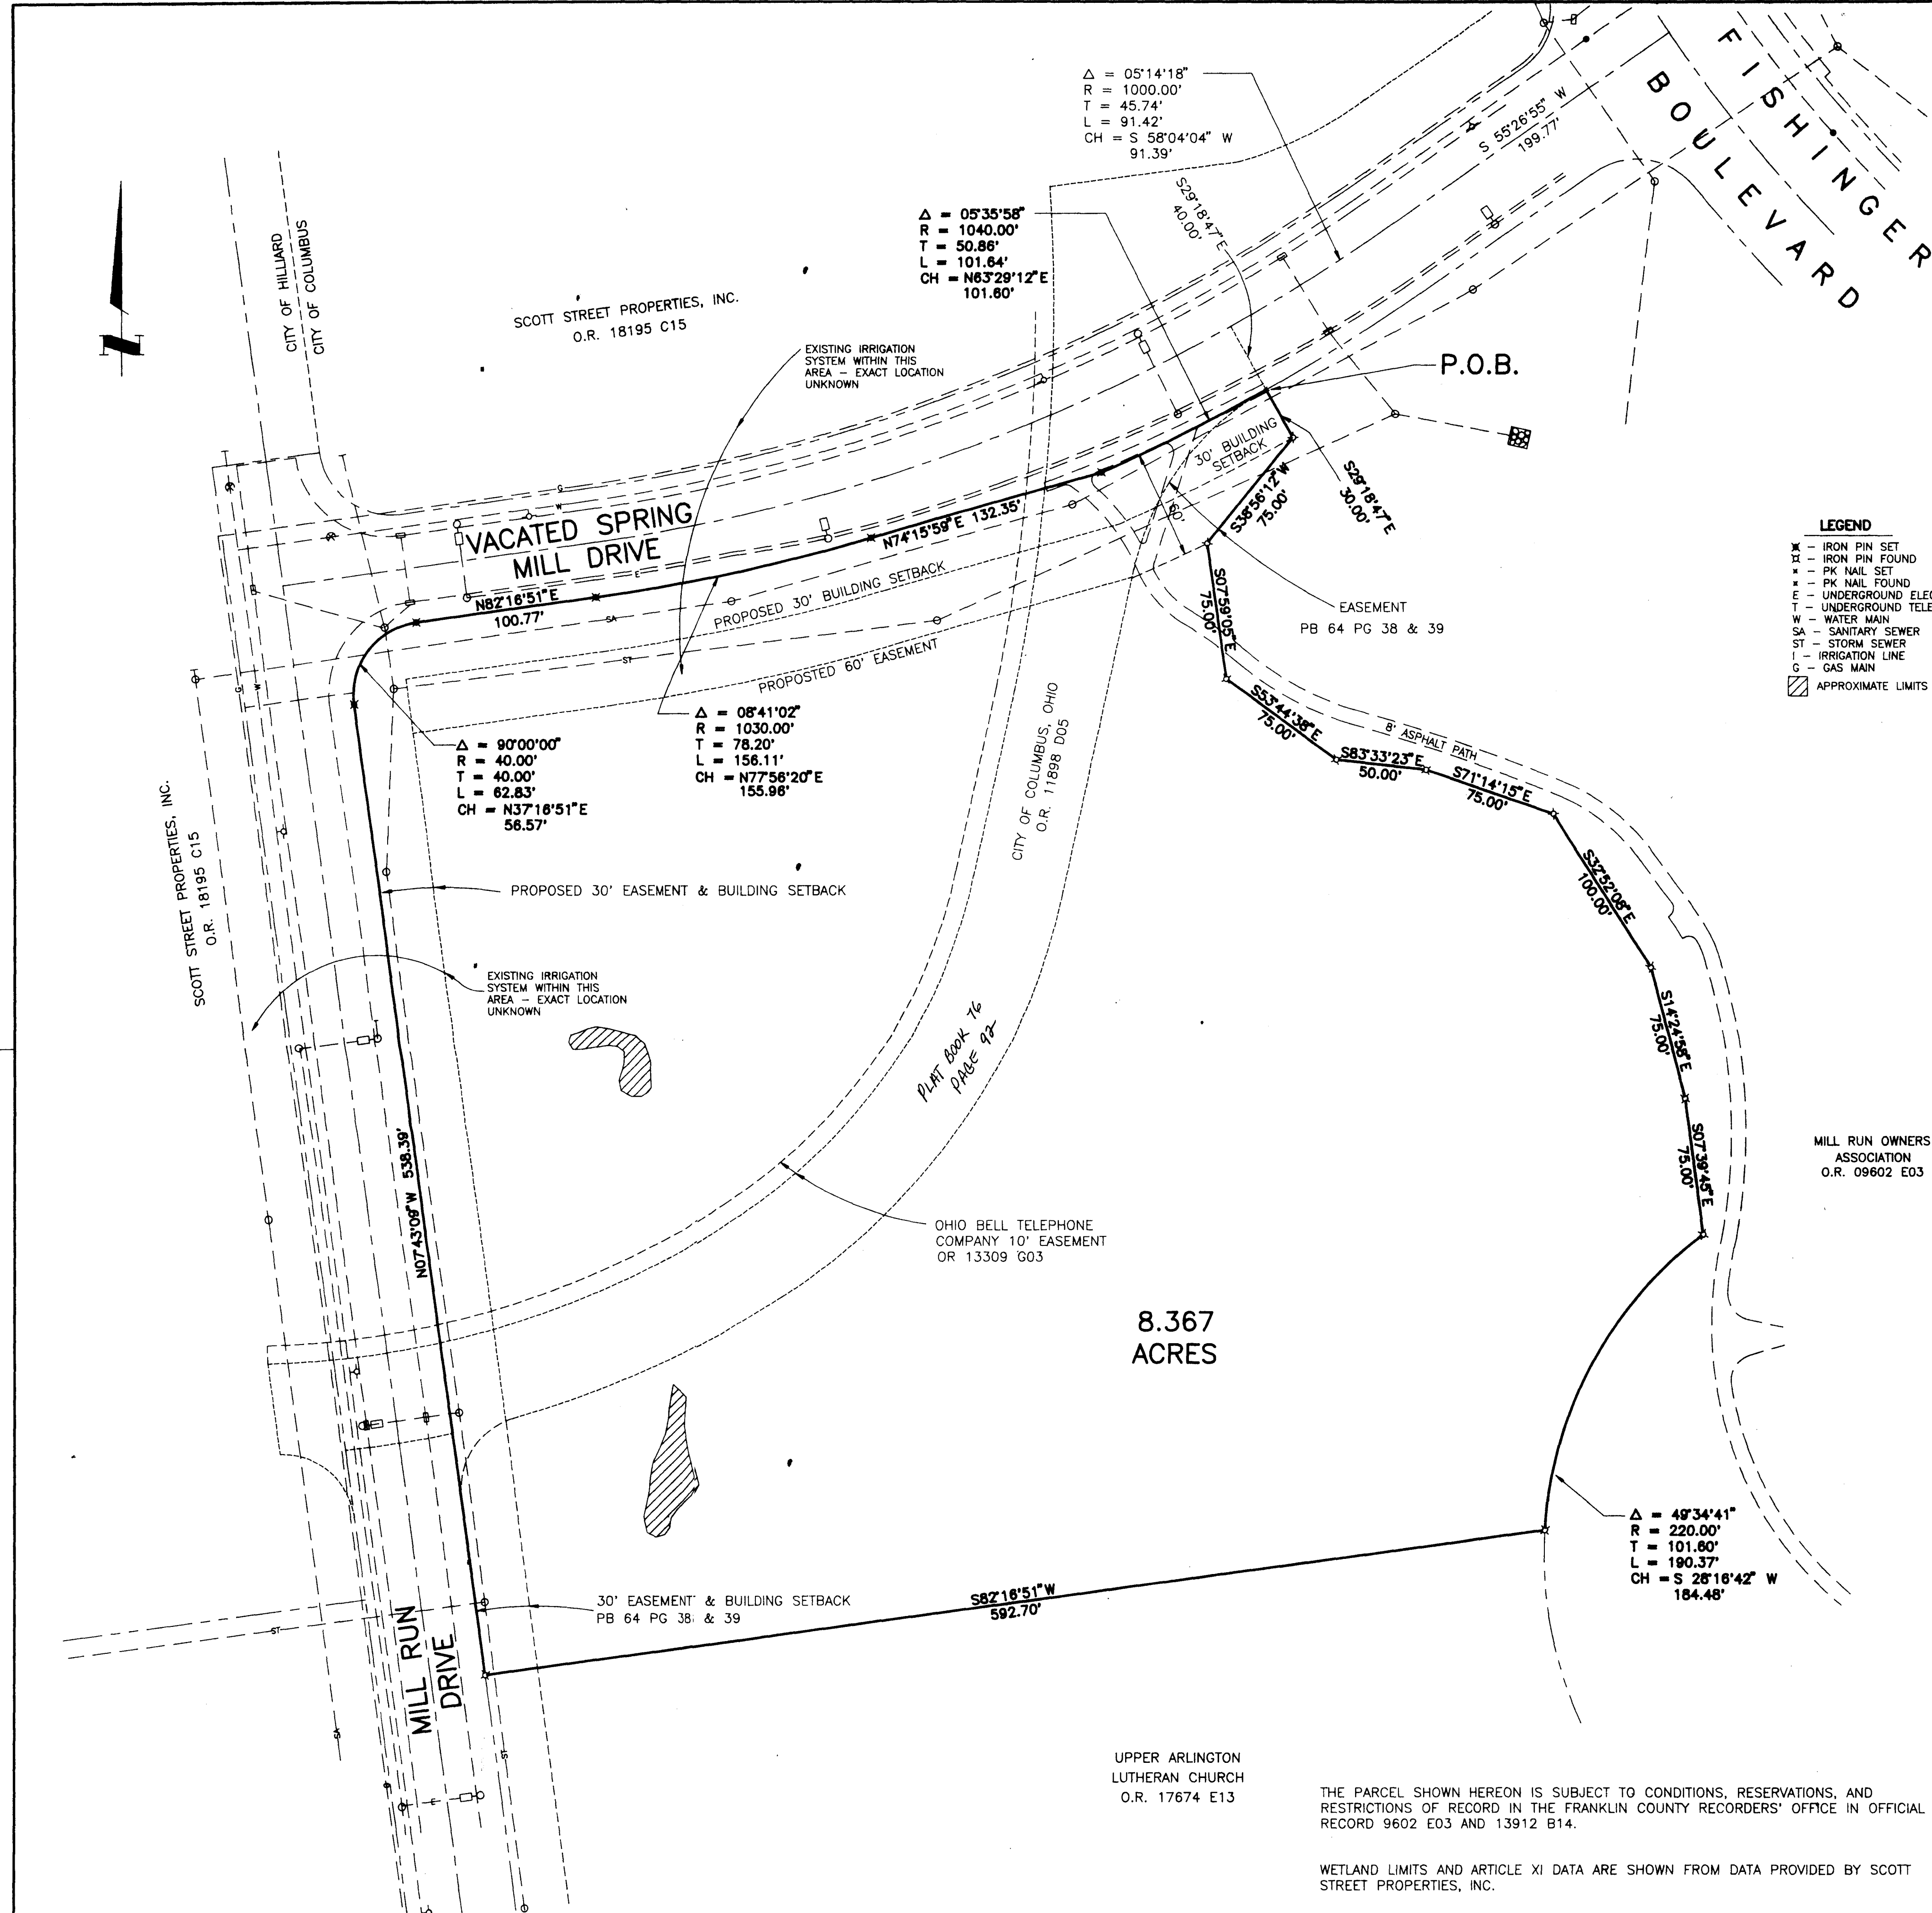 Δ = 05°14'18"
R = 1000.00'
T = 45.74'
L = 91.42'
CH = S 58°04'04" W
91.39'
S 55°26'55" W
199.77'
FISHINGER
BOULEVARD
Δ = 05°35'58"
R = 1040.00'
T = 50.86'
L = 101.64'
CH = N63°29'12"E
101.60'
S29°18'47"E
40.00'
CITY OF HILLIARD
CITY OF COLUMBUS
N
SCOTT STREET PROPERTIES, INC.
O.R. 18195 C15
EXISTING IRRIGATION
SYSTEM WITHIN THIS
AREA – EXACT LOCATION
UNKNOWN
P.O.B.
30' BUILDING
SETBACK
S29°18'47"E
30.00'
S38°56'12"W
75.00'
60'
VACATED SPRING
MILL DRIVE
G
W
E
N74°15'59"E 132.35'
N82°16'51"E
100.77'
SA
PROPOSED 30' BUILDING SETBACK
ST
PROPOSTED 60' EASEMENT
S07°59'05"E
75.00'
EASEMENT
PB 64 PG 38 & 39
LEGEND
– IRON PIN SET
– IRON PIN FOUND
– PK NAIL SET
– PK NAIL FOUND
E – UNDERGROUND ELEC
T – UNDERGROUND TELE
W – WATER MAIN
SA – SANITARY SEWER
ST – STORM SEWER
I – IRRIGATION LINE
G – GAS MAIN
APPROXIMATE LIMITS
G
W
Δ = 90°00'00"
R = 40.00'
T = 40.00'
L = 62.83'
CH = N37°16'51"E
56.57'
Δ = 08°41'02"
R = 1030.00'
T = 78.20'
L = 156.11'
CH = N77°56'20"E
155.96'
S53°44'38"E
75.00'
8' ASPHALT PATH
S83°33'23"E
50.00'
S71°14'15"E
75.00'
CITY OF COLUMBUS, OHIO
O.R. 11898 D05
SCOTT STREET PROPERTIES, INC.
O.R. 18195 C15
PROPOSED 30' EASEMENT & BUILDING SETBACK
S32°52'08"E
100.00'
EXISTING IRRIGATION
SYSTEM WITHIN THIS
AREA – EXACT LOCATION
UNKNOWN
PLAT BOOK 76
PAGE 92
S14°24'58"E
75.00'
S07°39'45"E
75.00'
MILL RUN OWNERS
ASSOCIATION
O.R. 09602 E03
N07°43'09"W 538.39'
OHIO BELL TELEPHONE
COMPANY 10' EASEMENT
OR 13309 G03
8.367
ACRES
Δ = 49°34'41"
R = 220.00'
T = 101.60'
L = 190.37'
CH = S 28°16'42" W
184.48'
S82°16'51"W
592.70'
30' EASEMENT & BUILDING SETBACK
PB 64 PG 38 & 39
ST
MILL RUN
DRIVE
SA
ST
E
UPPER ARLINGTON
LUTHERAN CHURCH
O.R. 17674 E13
THE PARCEL SHOWN HEREON IS SUBJECT TO CONDITIONS, RESERVATIONS, AND
RESTRICTIONS OF RECORD IN THE FRANKLIN COUNTY RECORDERS' OFFICE IN OFFICIAL
RECORD 9602 E03 AND 13912 B14.
WETLAND LIMITS AND ARTICLE XI DATA ARE SHOWN FROM DATA PROVIDED BY SCOTT
STREET PROPERTIES, INC.